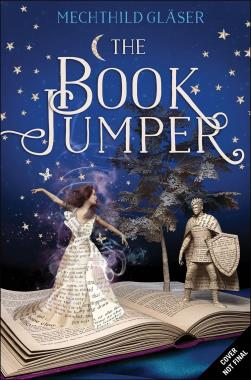 MECHTHILD GLÄSER
THE
BOOK
JUMPER
COVER
NOT FINAL